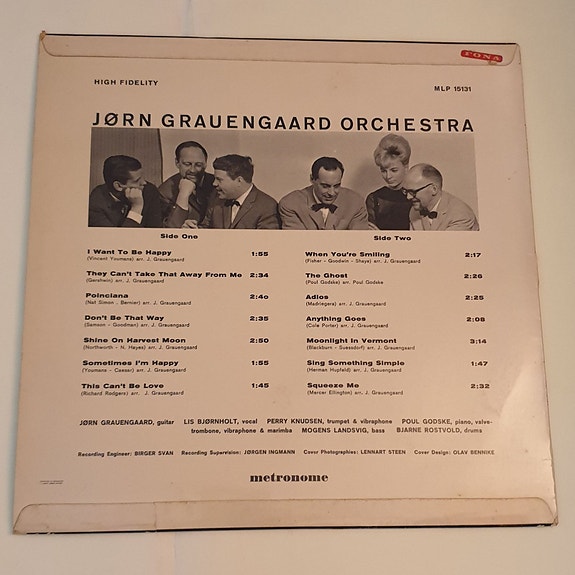 FONA
HIGH FIDELITY
MLP 15131
JØRN GRAUENGAARD ORCHESTRA
Side One
I Want To Be Happy 1:55
(Vincent Youmans) arr. J. Grauengaard
They Can't Take That Away From Me 2:34
(Gershwin) arr. J. Grauengaard
Poinciana 2:40
(Nat Simon . Bernier) arr. J. Grauengaard
Don't Be That Way 2:35
(Samson - Goodman) arr. J. Grauengaard
Shine On Harvest Moon 2:50
(Northworth - N. Hayes) arr. J. Grauengaard
Sometimes I'm Happy 1:55
(Youmans - Caesar) arr. J. Grauengaard
This Can't Be Love 1:45
(Richard Rodgers) arr. J. Grauengaard
Side Two
When You're Smiling 2:17
(Fisher - Goodwin - Shaye) arr. J. Grauengaard
The Ghost 2:26
(Poul Godske) arr. Poul Godske
Adios 2:25
(Madriegera) arr. J. Grauengaard
Anything Goes 2:08
(Cole Porter) arr. J. Grauengaard
Moonlight in Vermont 3:14
(Blackburn - Suessdorf) arr. J. Grauengaard
Sing Something Simple 1:47
(Herman Hupfeld) arr. J. Grauengaard
Squeeze Me 2:32
(Mercer Ellington) arr. J. Grauengaard
JØRN GRAUENGAARD, guitar LIS BJØRNHOLT, vocal PERRY KNUDSEN, trumpet & vibraphone POUL GODSKE, piano, valve-
trombone, vibraphone & marimba MOGENS LANDSVIG, bass BJARNE ROSTVOLD, drums
Recording Engineer: BIRGER SVAN Recording Supervision: JØRGEN INGMANN Cover Photographies: LENNART STEEN Cover Design: OLAV BENNIKE
metronome